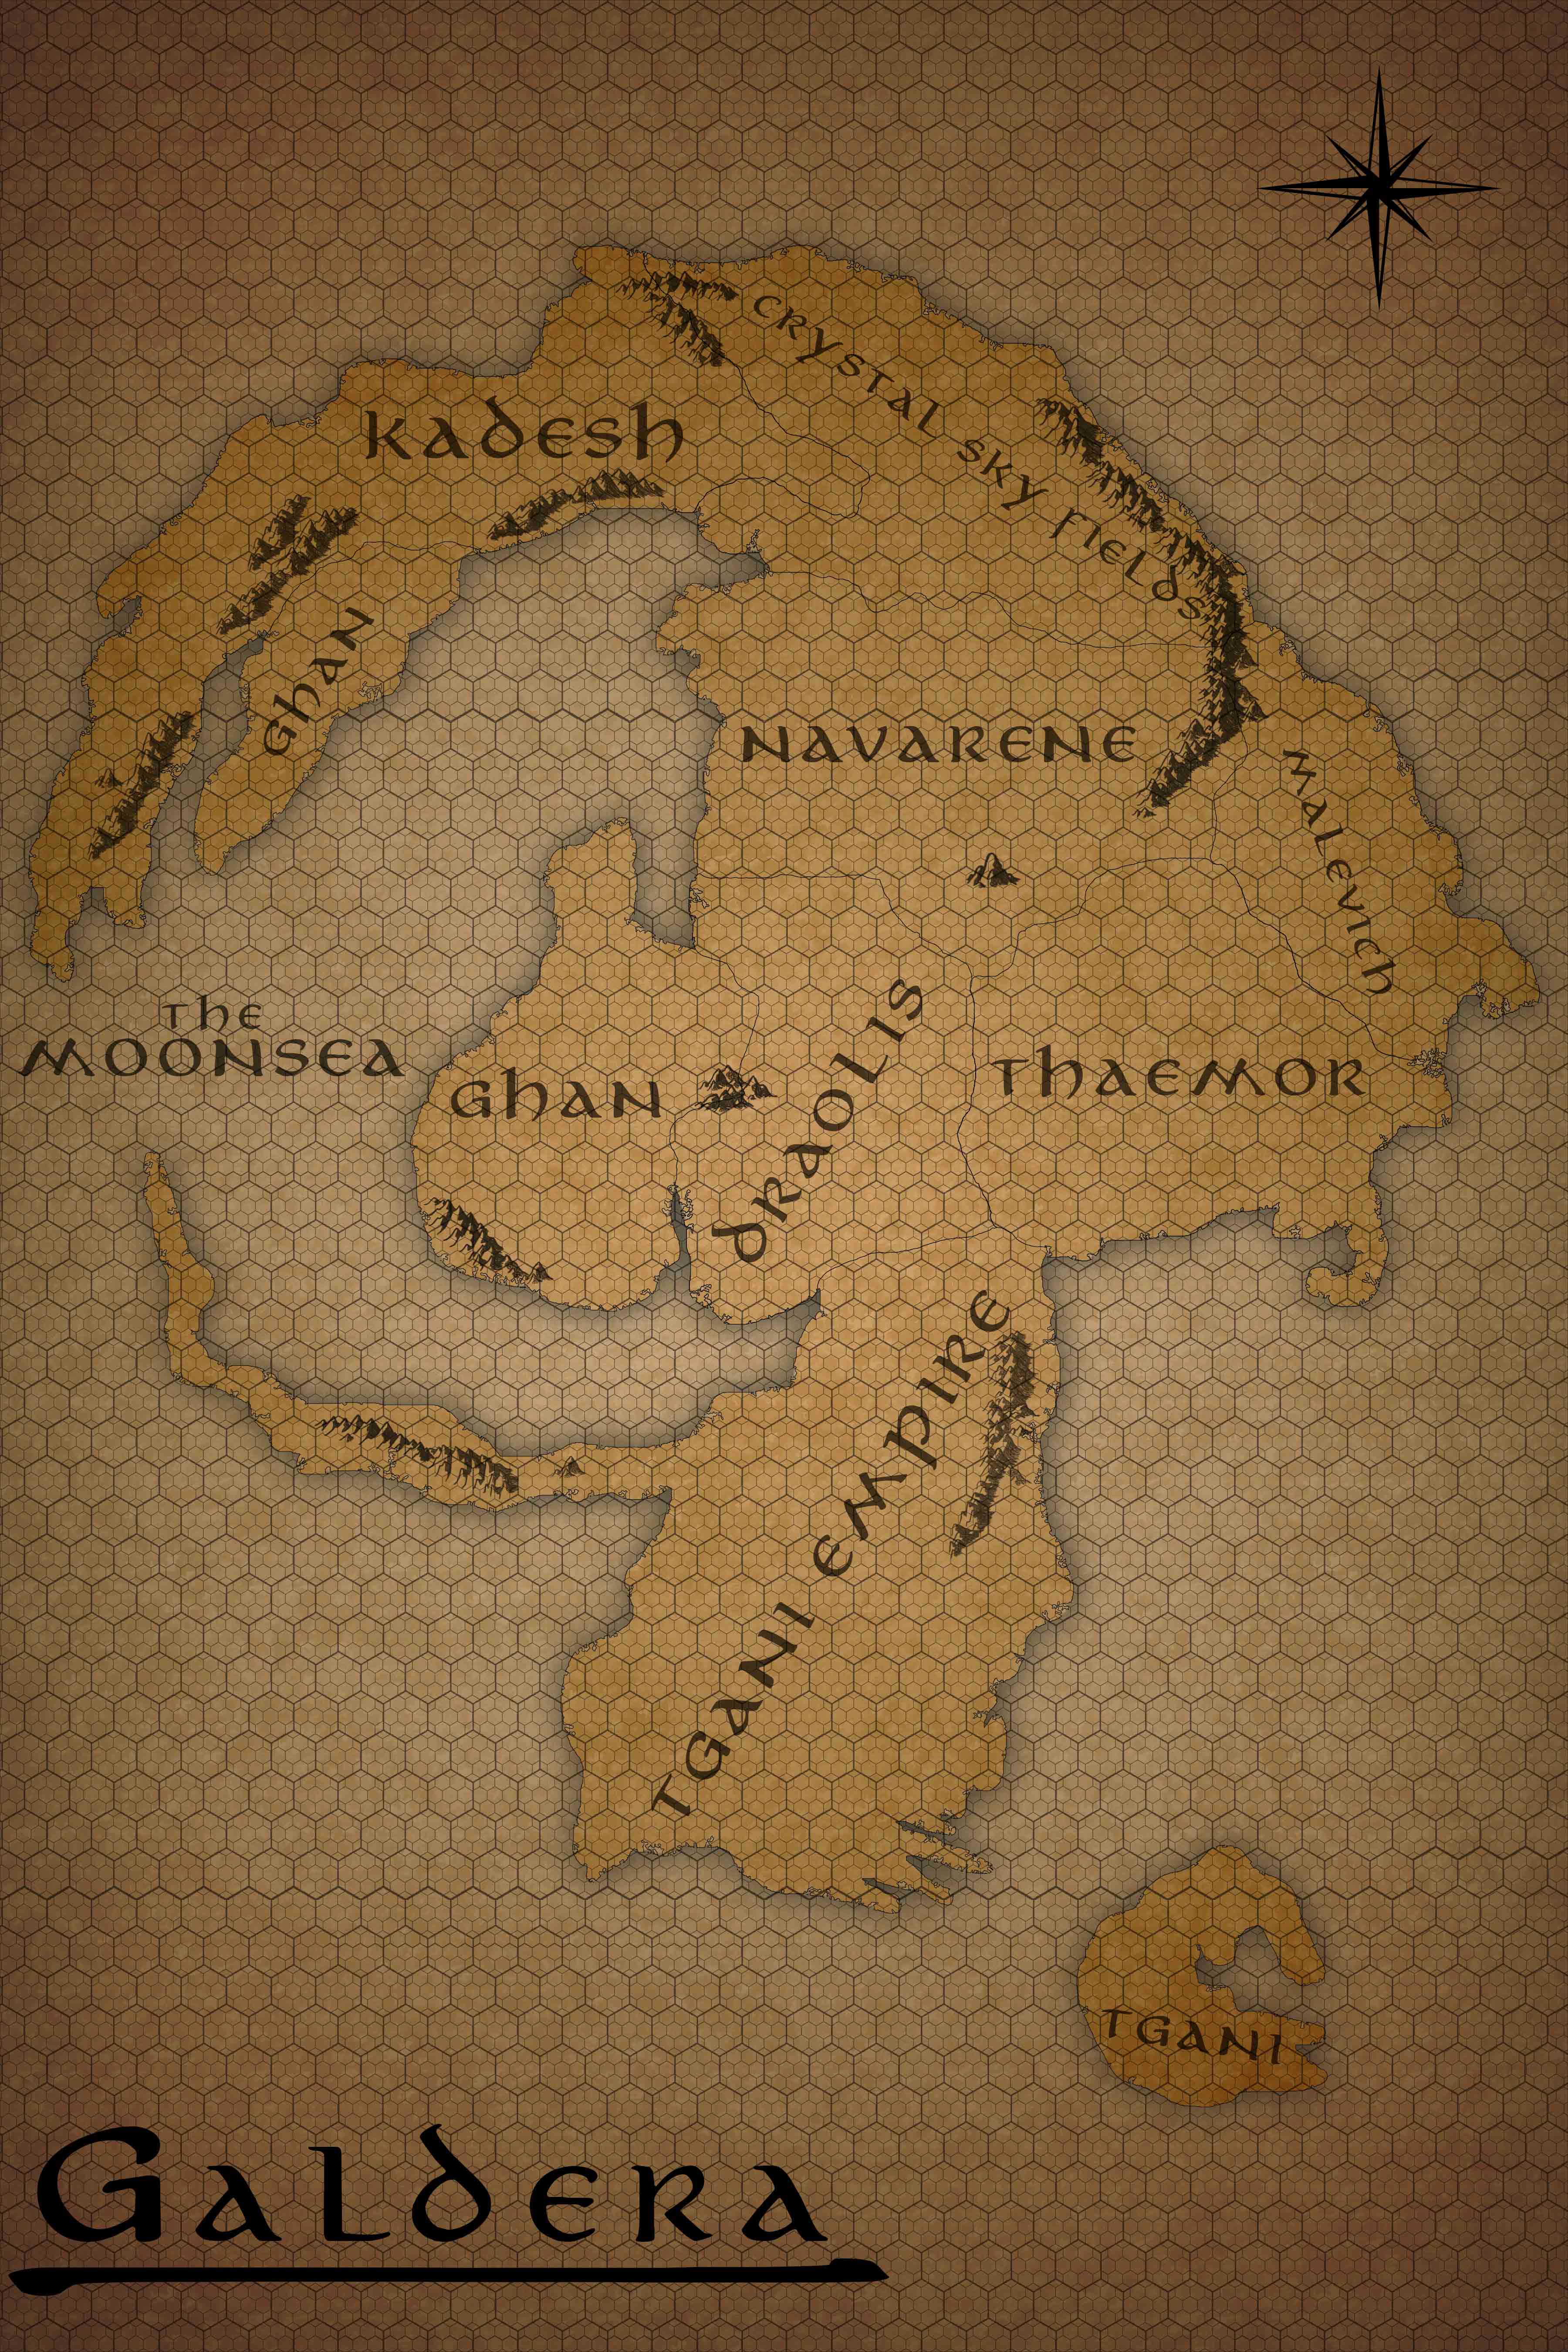 Crystal Sky Fields
Kadesh
Ghan
Navarene
Malevich
The
Moonsea
Ghan
Draolis
Thaemor
Tgani Empire
Tgani
Galdera